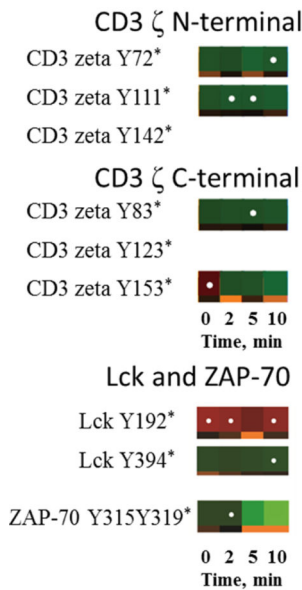 CD3 ζ N-terminal
CD3 zeta Y72*
CD3 zeta Y111*
CD3 zeta Y142*
CD3 ζ C-terminal
CD3 zeta Y83*
CD3 zeta Y123*
CD3 zeta Y153*
0 2 5 10
Time, min
Lck and ZAP-70
Lck Y192*
Lck Y394*
ZAP-70 Y315Y319*
0 2 5 10
Time, min